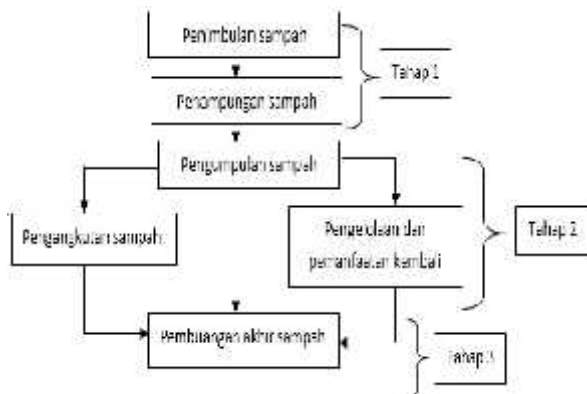 Penimbulan sampah
Tahap 1
Penampungan sampah
Pengumpulan sampah
Pengangkutan sampah
Pengelolaan dan
pemanfaatan kembali
Tahap 2
Pembuangan akhir sampah
Tahap 3